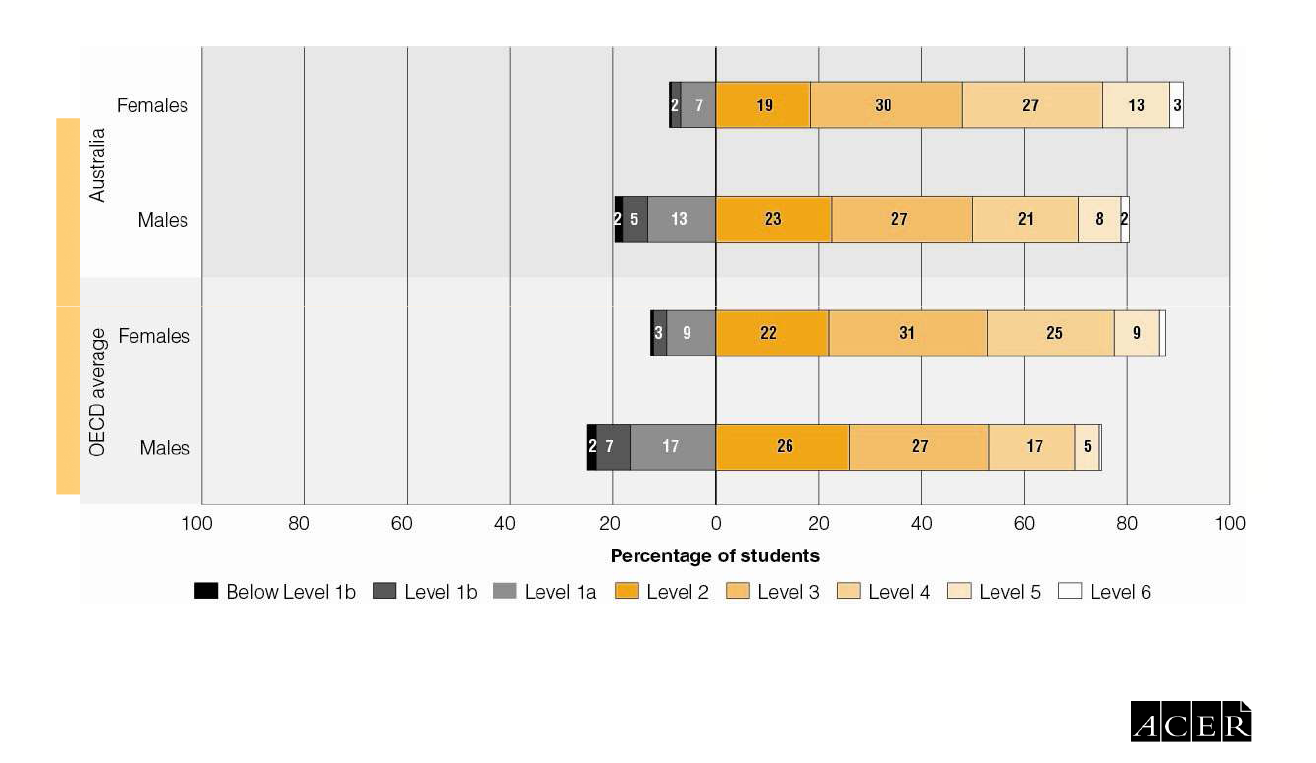 Females
2 7 19 30 27 13 3
Australia
Males
2 5 13 23 27 21 8 2
Females
3 9 22 31 25 9
OECD average
Males
2 7 17 26 27 17 5
100 80 60 40 20 0 20 40 60 80 100
Percentage of students
Below Level 1b Level 1b Level 1a Level 2 Level 3 Level 4 Level 5 Level 6
ACER